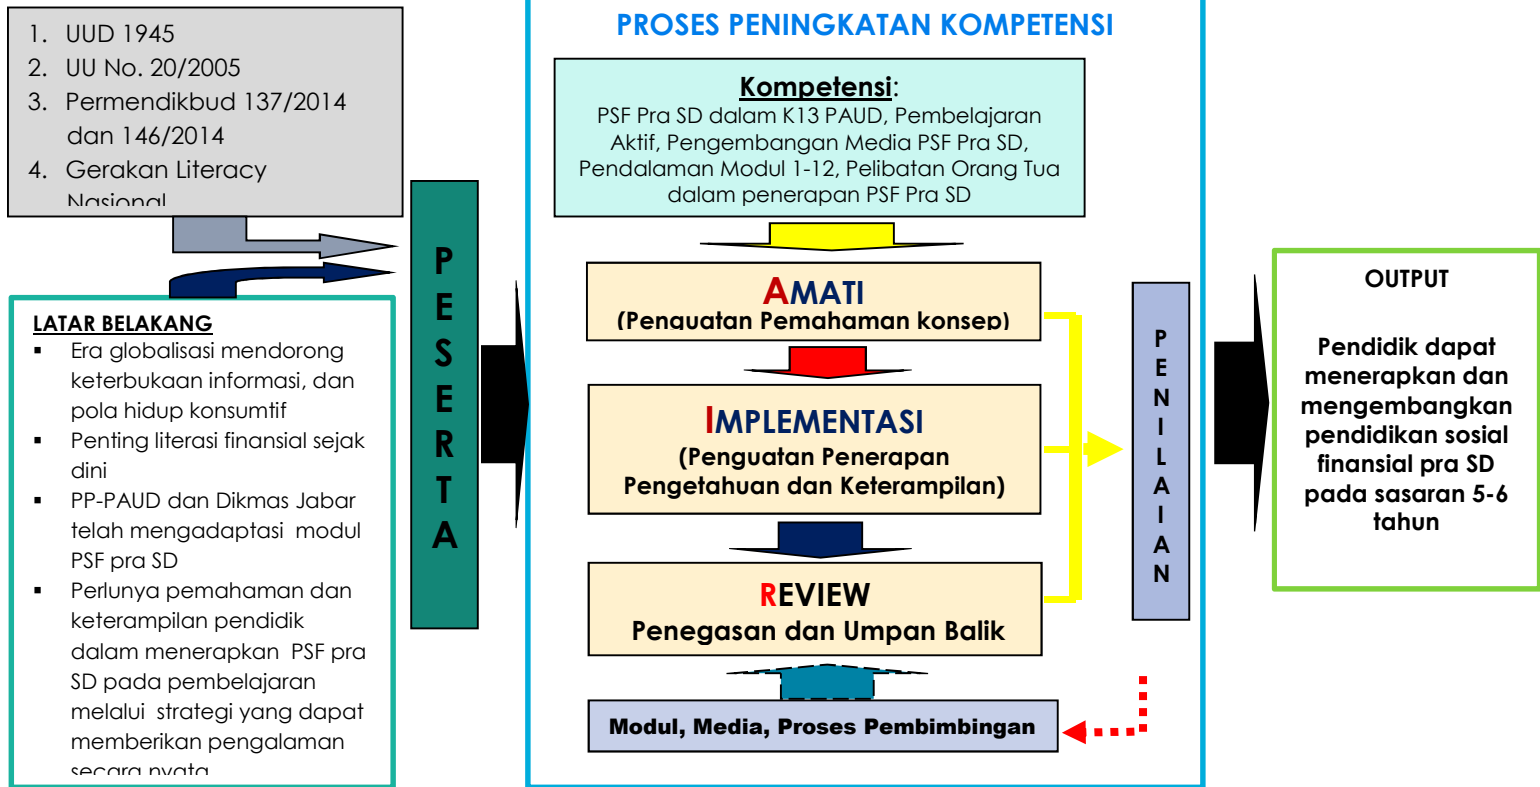 1. UUD 1945
2. UU No. 20/2005
3. Permendikbud 137/2014
dan 146/2014
4. Gerakan Literacy
Nasional
LATAR BELAKANG
▪ Era globalisasi mendorong
keterbukaan informasi, dan
pola hidup konsumtif
▪ Penting literasi finansial sejak
dini
▪ PP-PAUD dan Dikmas Jabar
telah mengadaptasi modul
PSF pra SD
▪ Perlunya pemahaman dan
keterampilan pendidik
dalam menerapkan PSF pra
SD pada pembelajaran
melalui strategi yang dapat
memberikan pengalaman
secara nyata
P
E
S
E
R
T
A
PROSES PENINGKATAN KOMPETENSI
Kompetensi:
PSF Pra SD dalam K13 PAUD, Pembelajaran
Aktif, Pengembangan Media PSF Pra SD,
Pendalaman Modul 1-12, Pelibatan Orang Tua
dalam penerapan PSF Pra SD
AMATI
(Penguatan Pemahaman konsep)
IMPLEMENTASI
(Penguatan Penerapan
Pengetahuan dan Keterampilan)
REVIEW
Penegasan dan Umpan Balik
Modul, Media, Proses Pembimbingan
P
E
N
I
L
A
I
A
N
OUTPUT
Pendidik dapat
menerapkan dan
mengembangkan
pendidikan sosial
finansial pra SD
pada sasaran 5-6
tahun